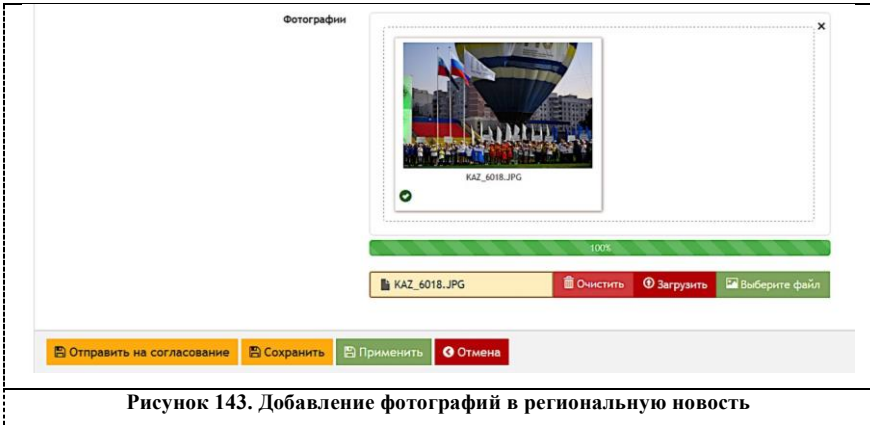 Фотографии
×
KAZ_6018.JPG
100%
KAZ_6018.JPG Очистить Загрузить Выберите файл
Отправить на согласование Сохранить Применить Отмена
Рисунок 143. Добавление фотографий в региональную новость